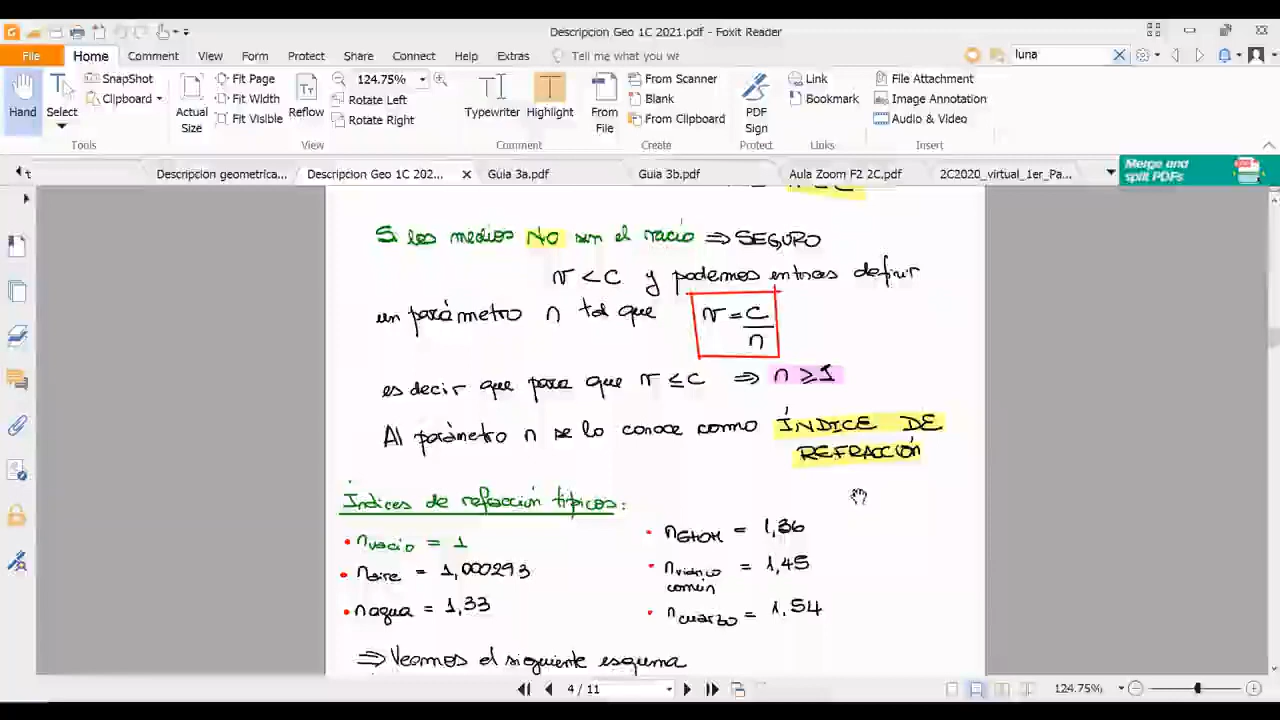 Descripcion Geo 1C 2021.pdf - Foxit Reader
File Home Comment View Form Protect Share Connect Help Extras Tell me what you wa luna
Hand
Select
SnapShot
Clipboard
Tools
Actual Size
Fit Page
Fit Width
Fit Visible
Reflow
124.75%
Rotate Left
Rotate Right
View
Typewriter
Highlight
Comment
From File
From Scanner
Blank
From Clipboard
Create
PDF Sign
Protect
Link
Bookmark
Links
File Attachment
Image Annotation
Audio & Video
Insert
Descripcion geometrica... Descripcion Geo 1C 202... Guia 3a.pdf Guia 3b.pdf Aula Zoom F2 2C.pdf 2C2020_virtual_1er_Pa...
Merge and
split PDFs
Si los medios NO son el vacío ⇒ SEGURO
v < c y podemos entonces definir
un parámetro n tal que v = c/n
es decir que para que v ≤ c ⇒ n ≥ 1
Al parámetro n se lo conoce como ÍNDICE DE
REFRACCIÓN
Índices de refracción típicos:
• n vacío = 1
• n aire = 1,000293
• n agua = 1,33
• n EtOH = 1,36
• n vidrio común = 1,45
• n cuarzo = 1,54
⇒ Veamos el siguiente esquema
4 / 11
124.75%